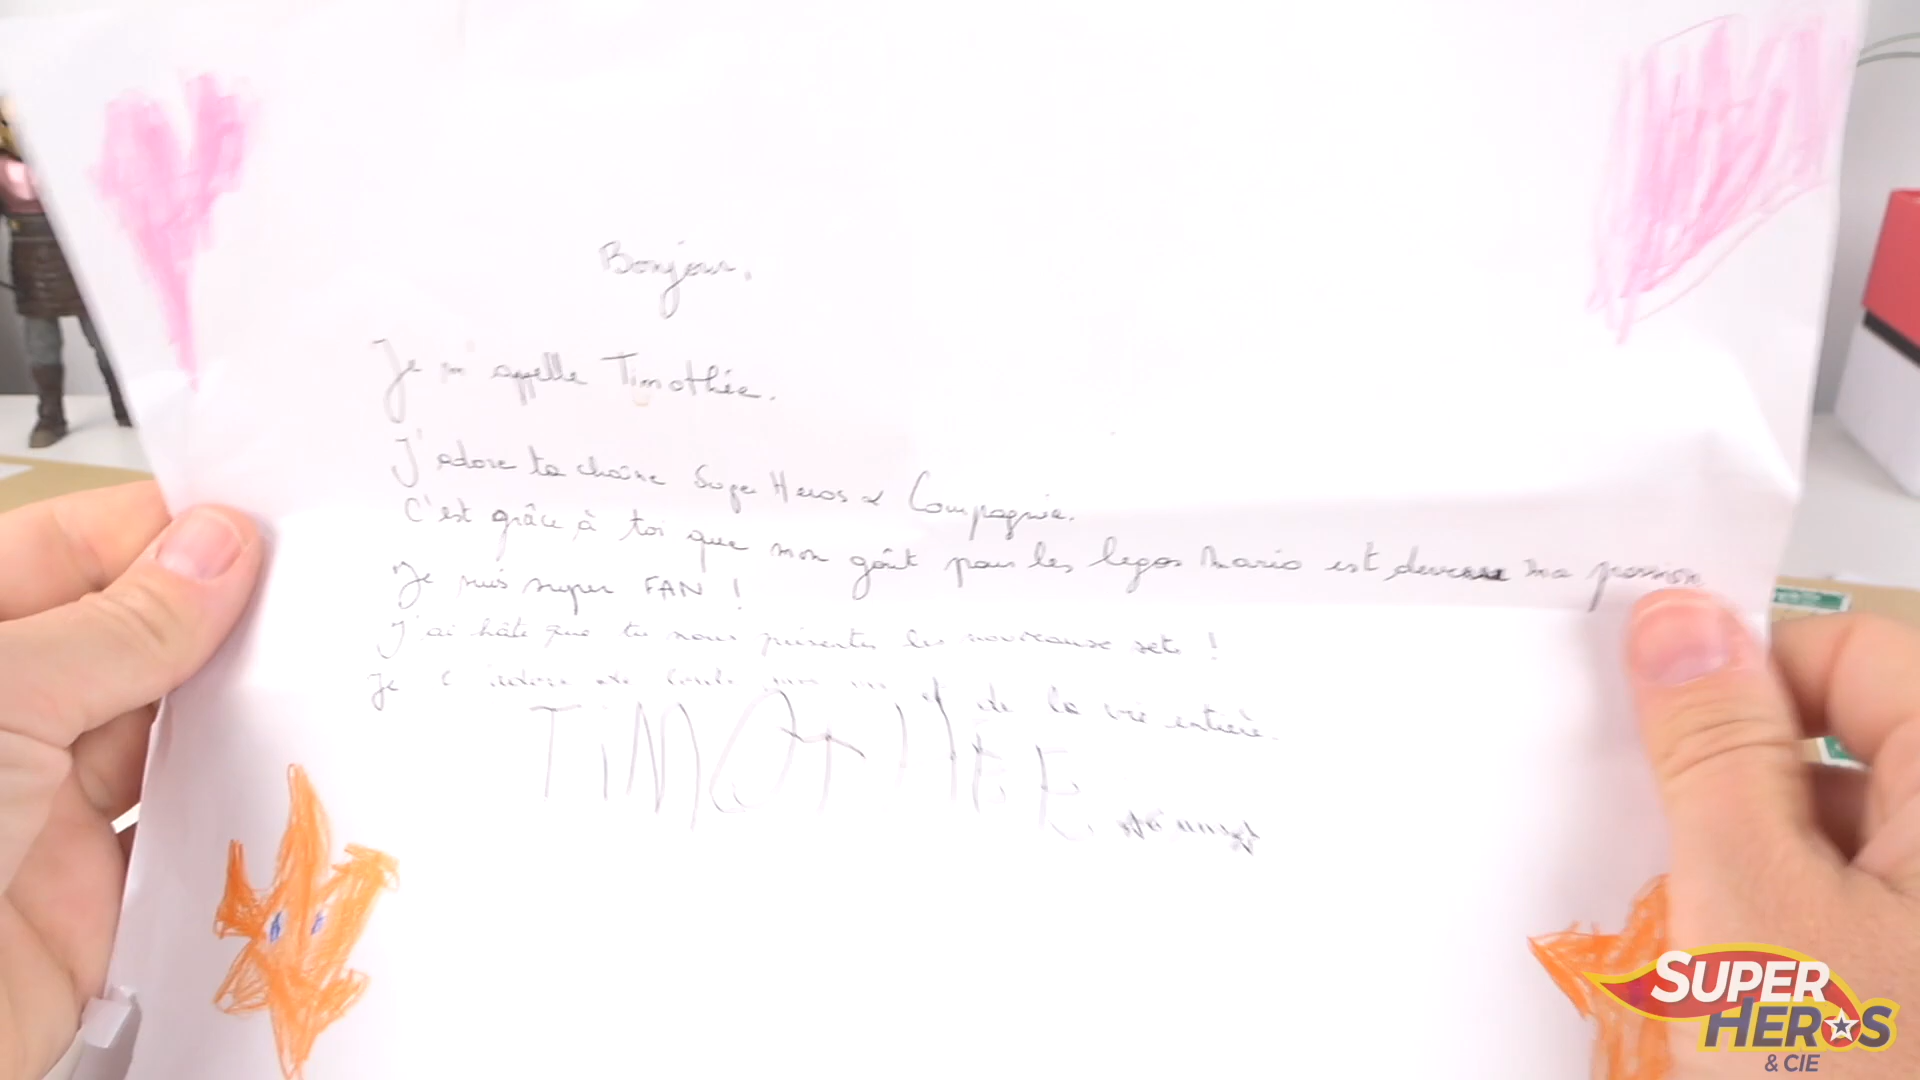 Bonjour,
Je m'appelle Timothée.
J'adore ta chaîne Super Heros & Compagnie.
C'est grâce à toi que mon goût pour les legos Mario est devenu ma passion
Je suis super FAN !
J'ai hâte que tu nous présentes les nouveaux sets !
Je de la vie entière.
TiMOTHEE
SUPER
HEROS
& CIE